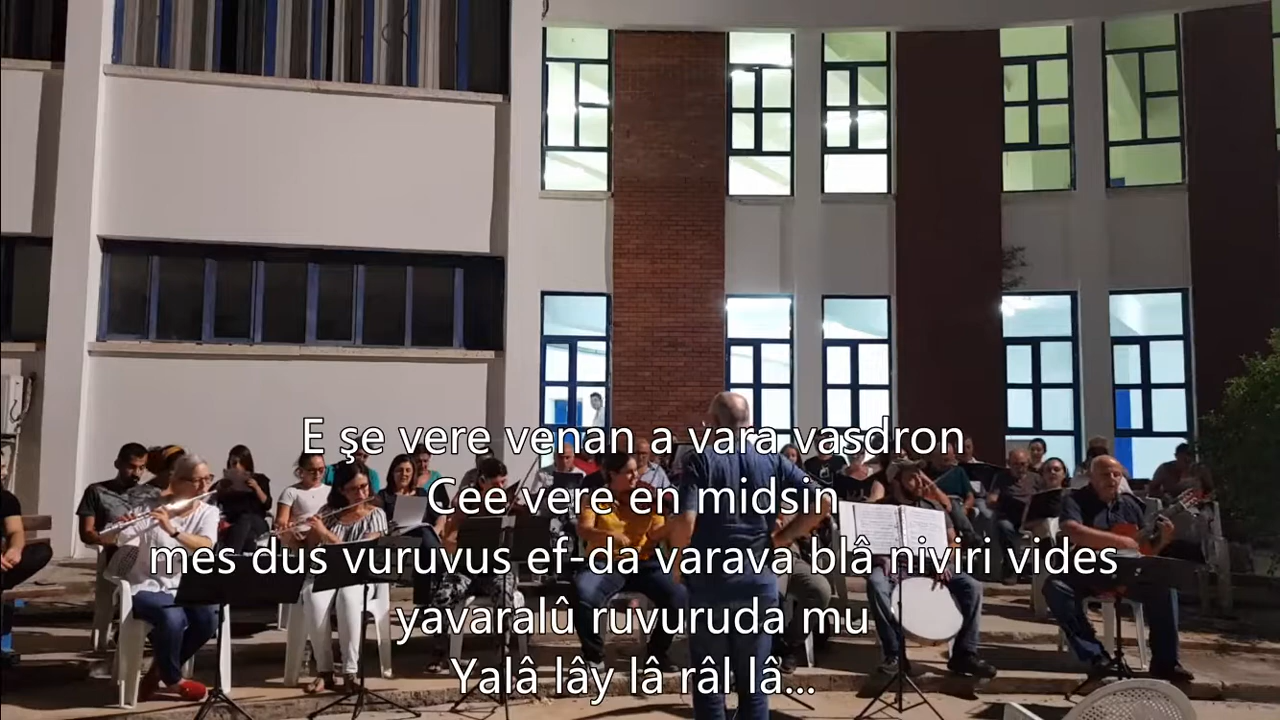 E şe vere venan a vara vaşdron
Cee vere en midsin
mes dus vuruvus ef-da varava blâ niviri vides
yavaralû ruvuruda mu
Yalâ lây lâ râl lâ...